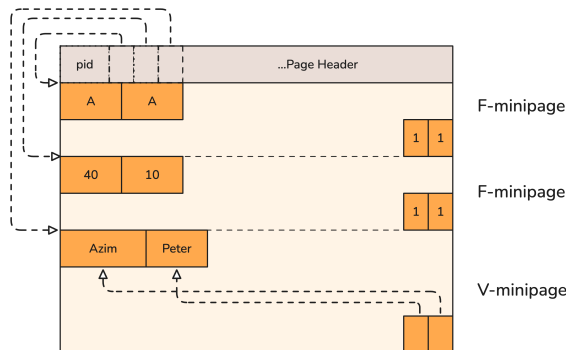 pid ...Page Header
A A
F-minipage
1 1
40 10
F-minipage
1 1
Azim Peter
V-minipage